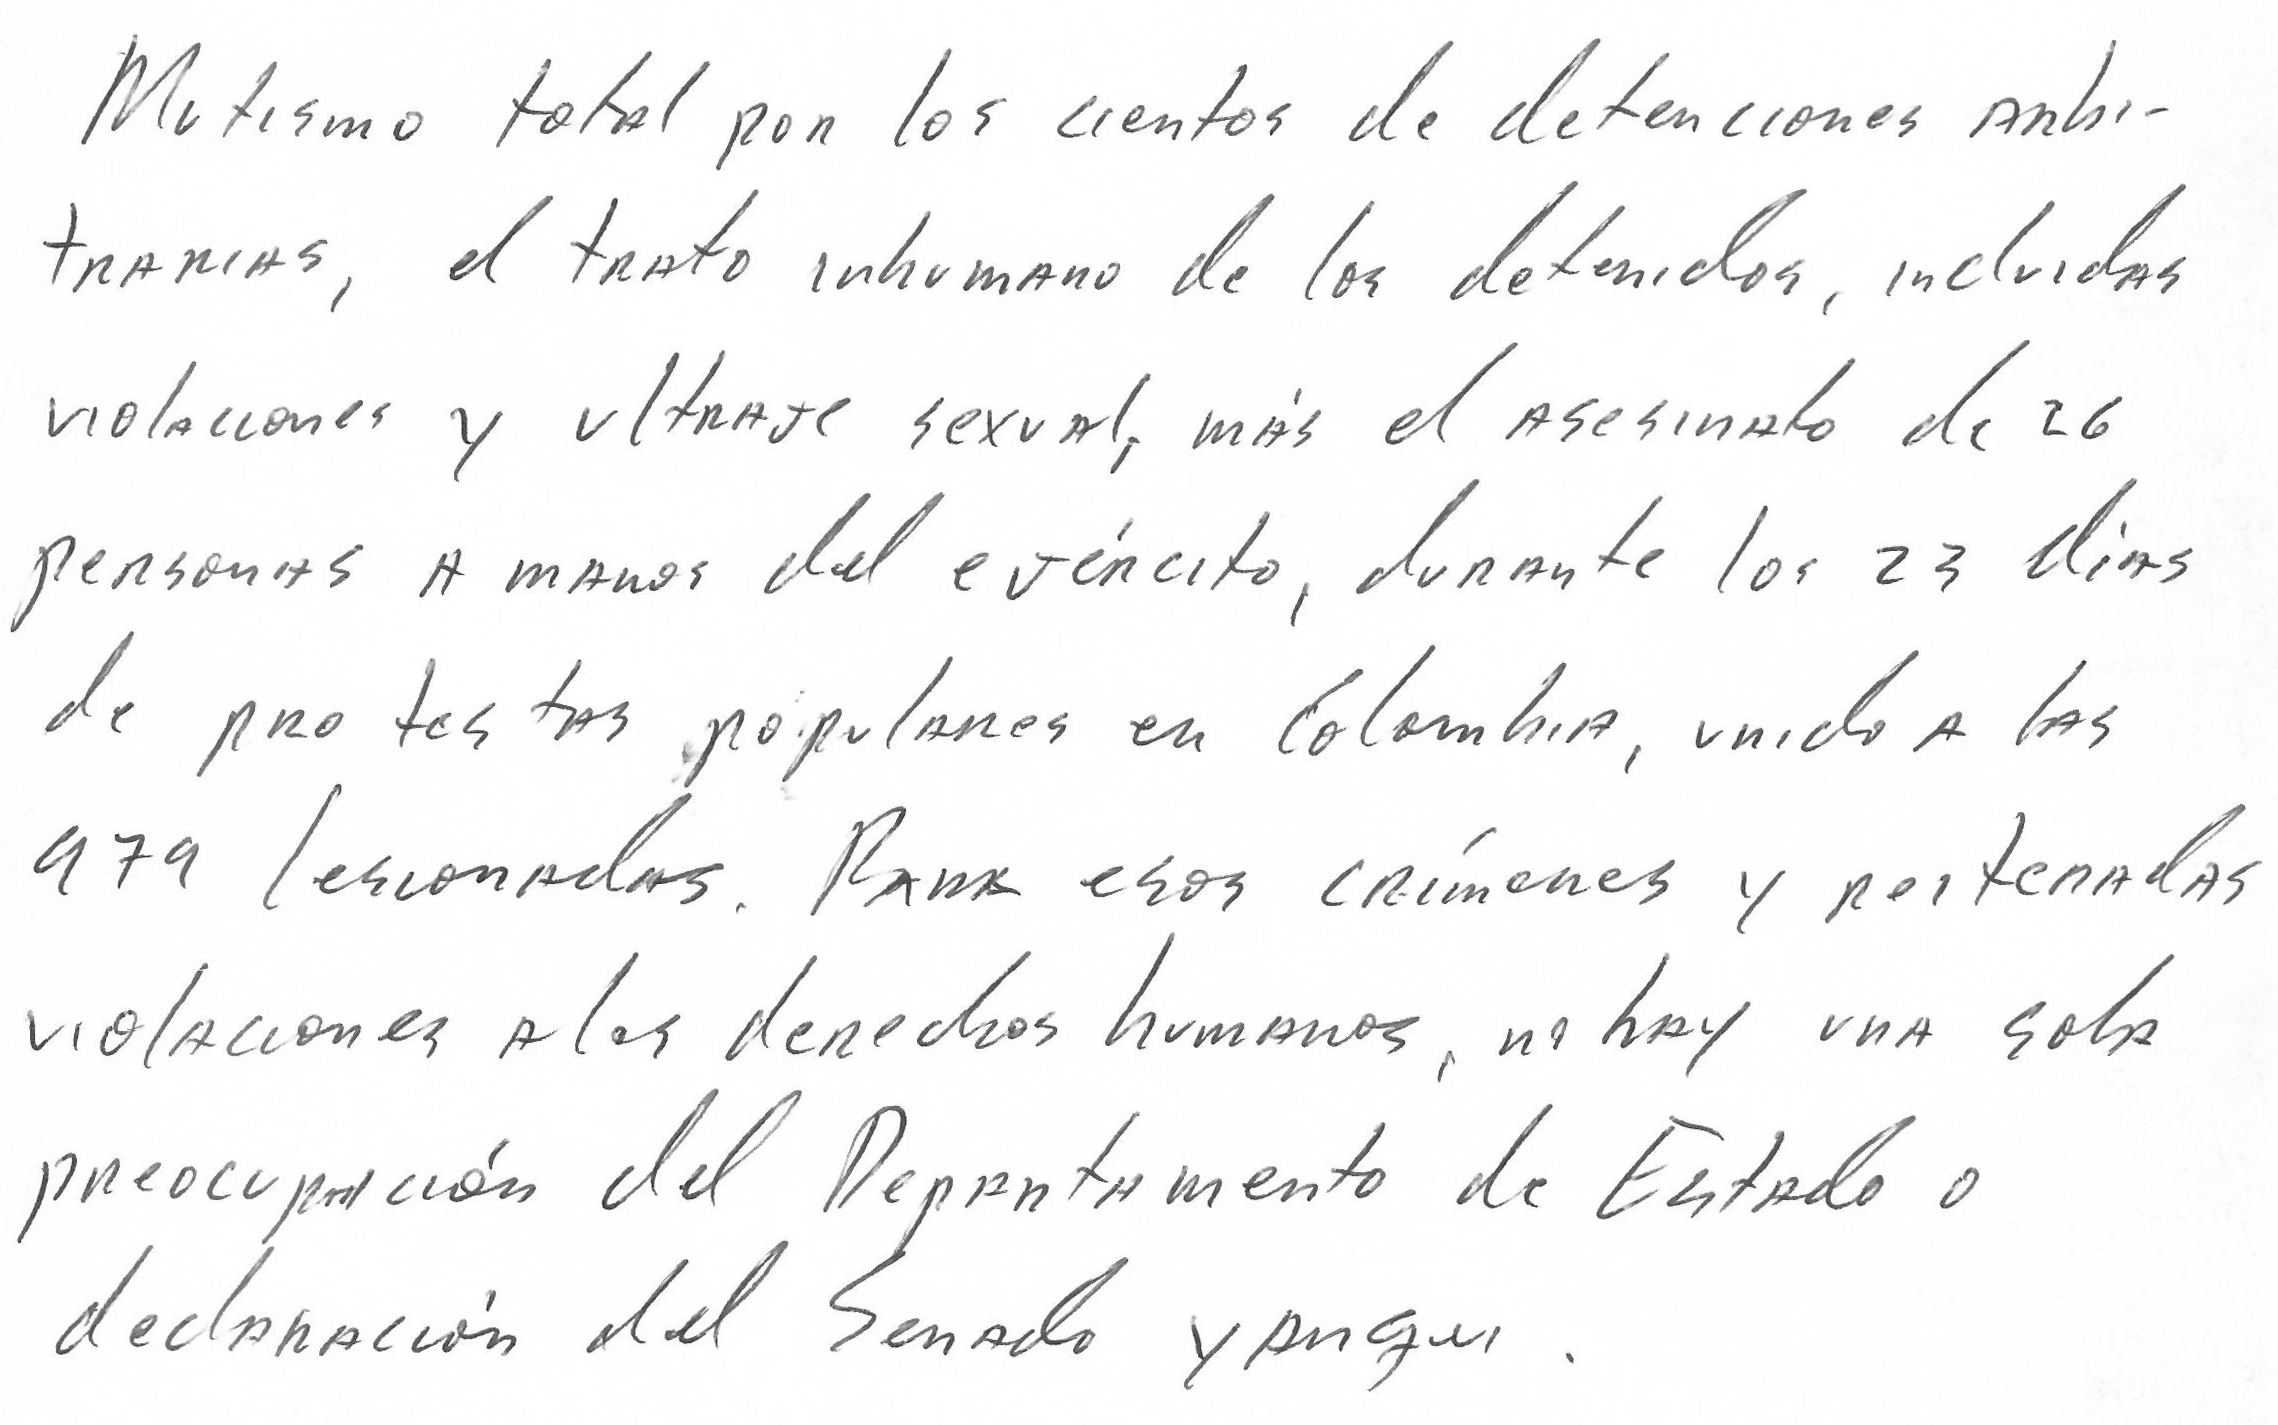 Mutismo total por los cientos de detenciones arbi-
trarias, el trato inhumano de los detenidos, incluidas
violaciones y ultraje sexual, más el asesinato de 26
personas a manos del ejército, durante los 23 días
de protestas populares en Colombia, unido a las
979 lesionadas. Para esos crímenes y reiteradas
violaciones a los derechos humanos, no hay una sola
preocupación del Departamento de Estado o
declaración del Senado yanqui.